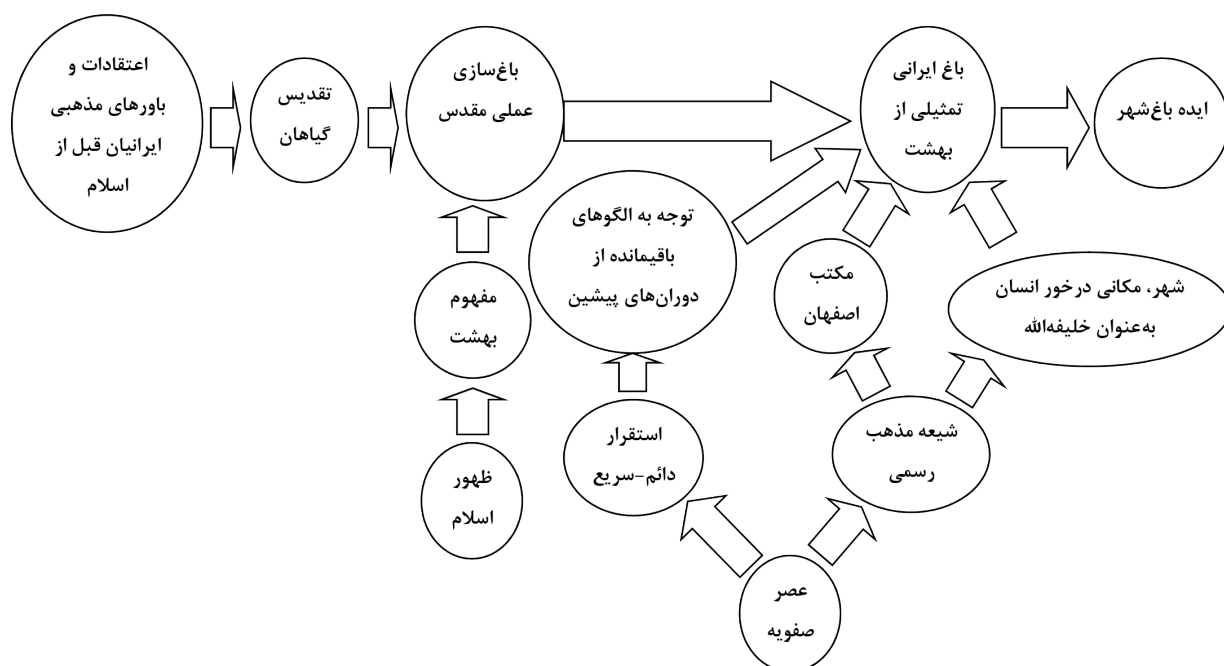 اعتقادات و
باورهای مذهبی
ایرانیان قبل از
اسلام
تقدیس
گیاهان
باغ‌سازی
عملی مقدس
باغ ایرانی
تمثیلی از
بهشت
ایده باغ‌شهر
مفهوم
بهشت
ظهور
اسلام
توجه به الگوهای
باقیمانده از
دوران‌های پیشین
استقرار
دائم-سریع
مکتب
اصفهان
شهر، مکانی درخور انسان
به‌عنوان خلیفه‌الله
شیعه مذهب
رسمی
عصر
صفویه